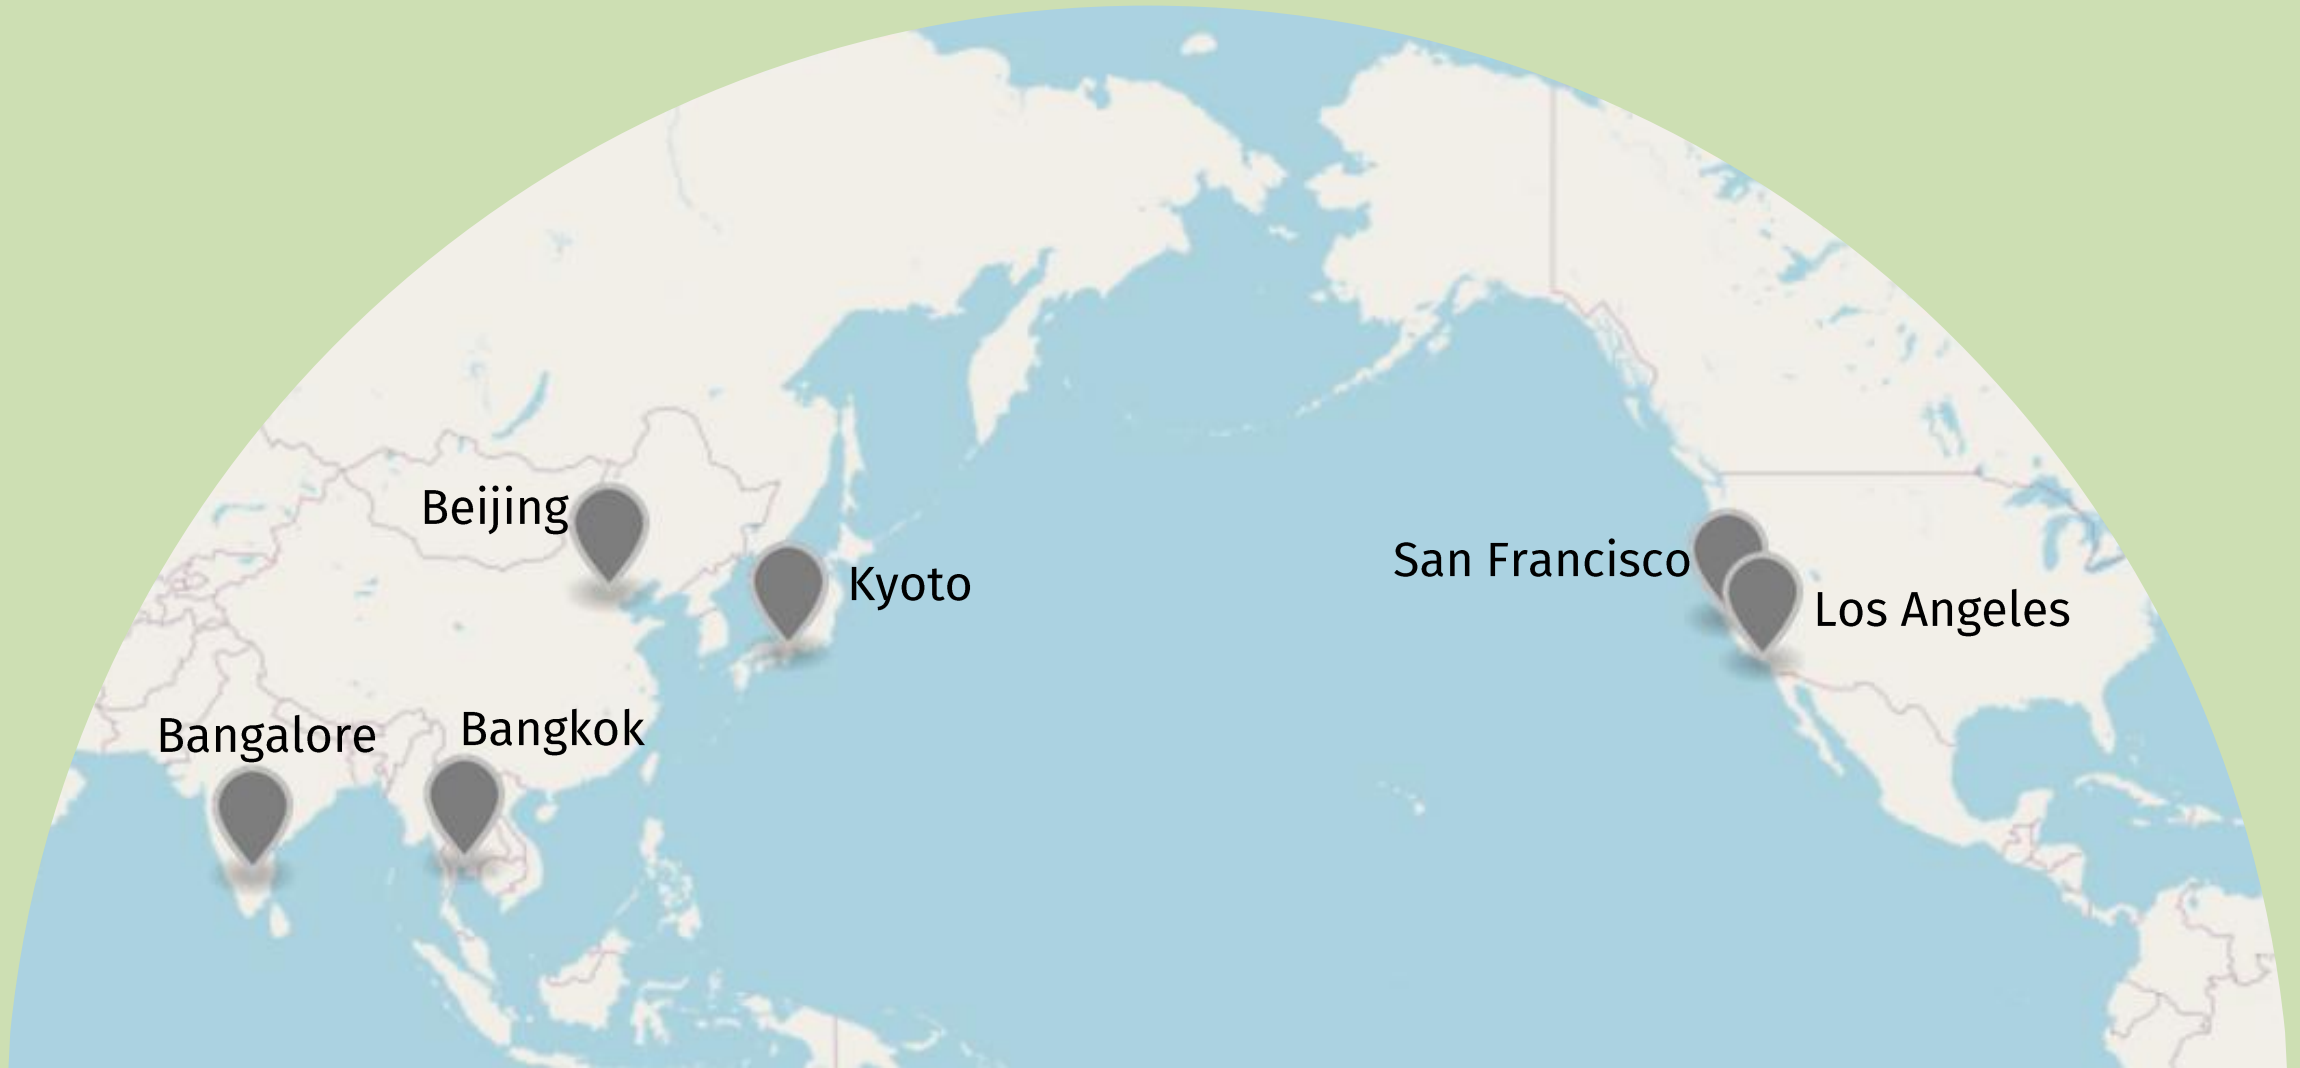 Beijing
San Francisco
Kyoto
Los Angeles
Bangalore
Bangkok